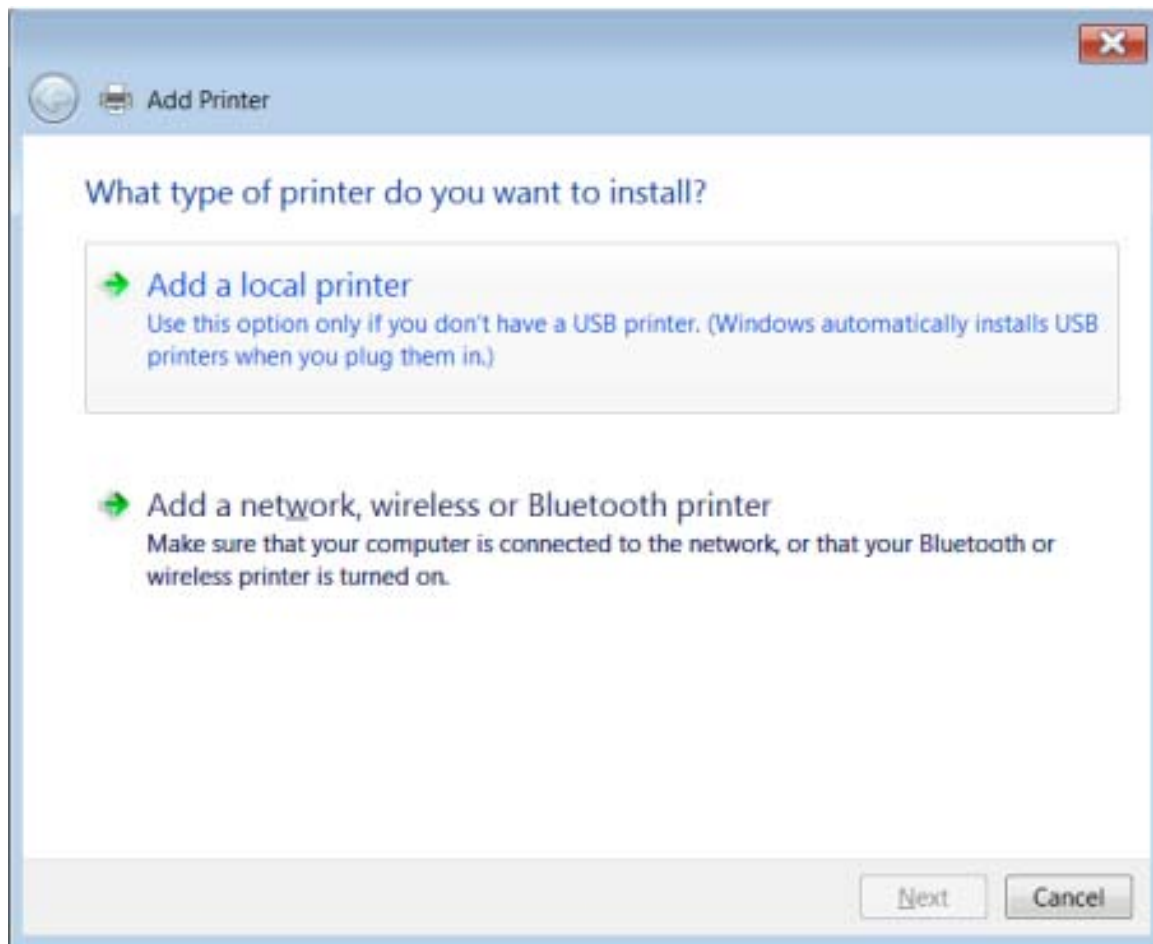 Add Printer
What type of printer do you want to install?
Add a local printer
Use this option only if you don't have a USB printer. (Windows automatically installs USB
printers when you plug them in.)
Add a network, wireless or Bluetooth printer
Make sure that your computer is connected to the network, or that your Bluetooth or
wireless printer is turned on.
Next
Cancel